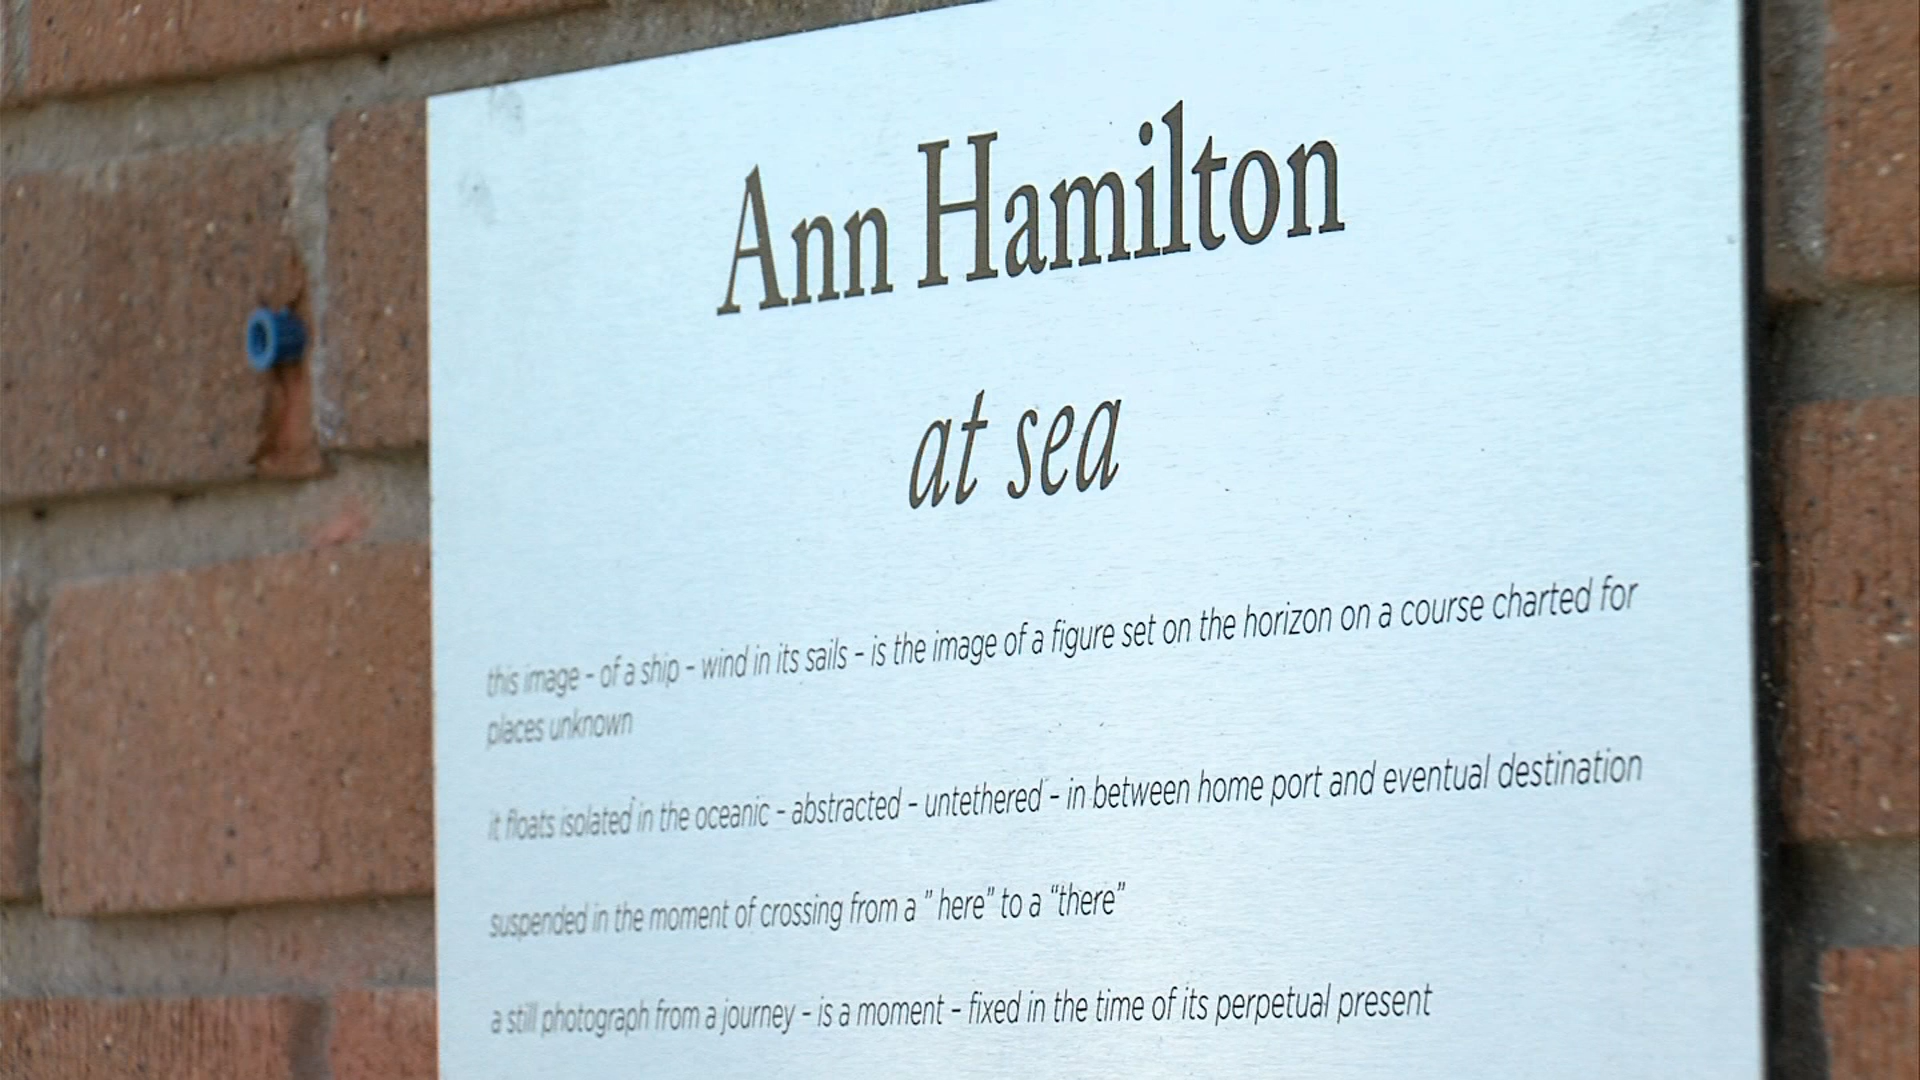 Ann Hamilton
at sea
this image - of a ship - wind in its sails - is the image of a figure set on the horizon on a course charted for
places unknown
it floats isolated in the oceanic - abstracted - untethered - in between home port and eventual destination
suspended in the moment of crossing from a ” here” to a “there”
a still photograph from a journey - is a moment - fixed in the time of its perpetual present